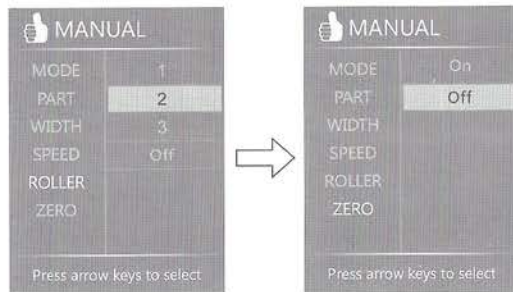 MANUAL
MODE 1
PART 2
WIDTH 3
SPEED Off
ROLLER
ZERO
Press arrow keys to select
MANUAL
MODE On
PART Off
WIDTH
SPEED
ROLLER
ZERO
Press arrow keys to select